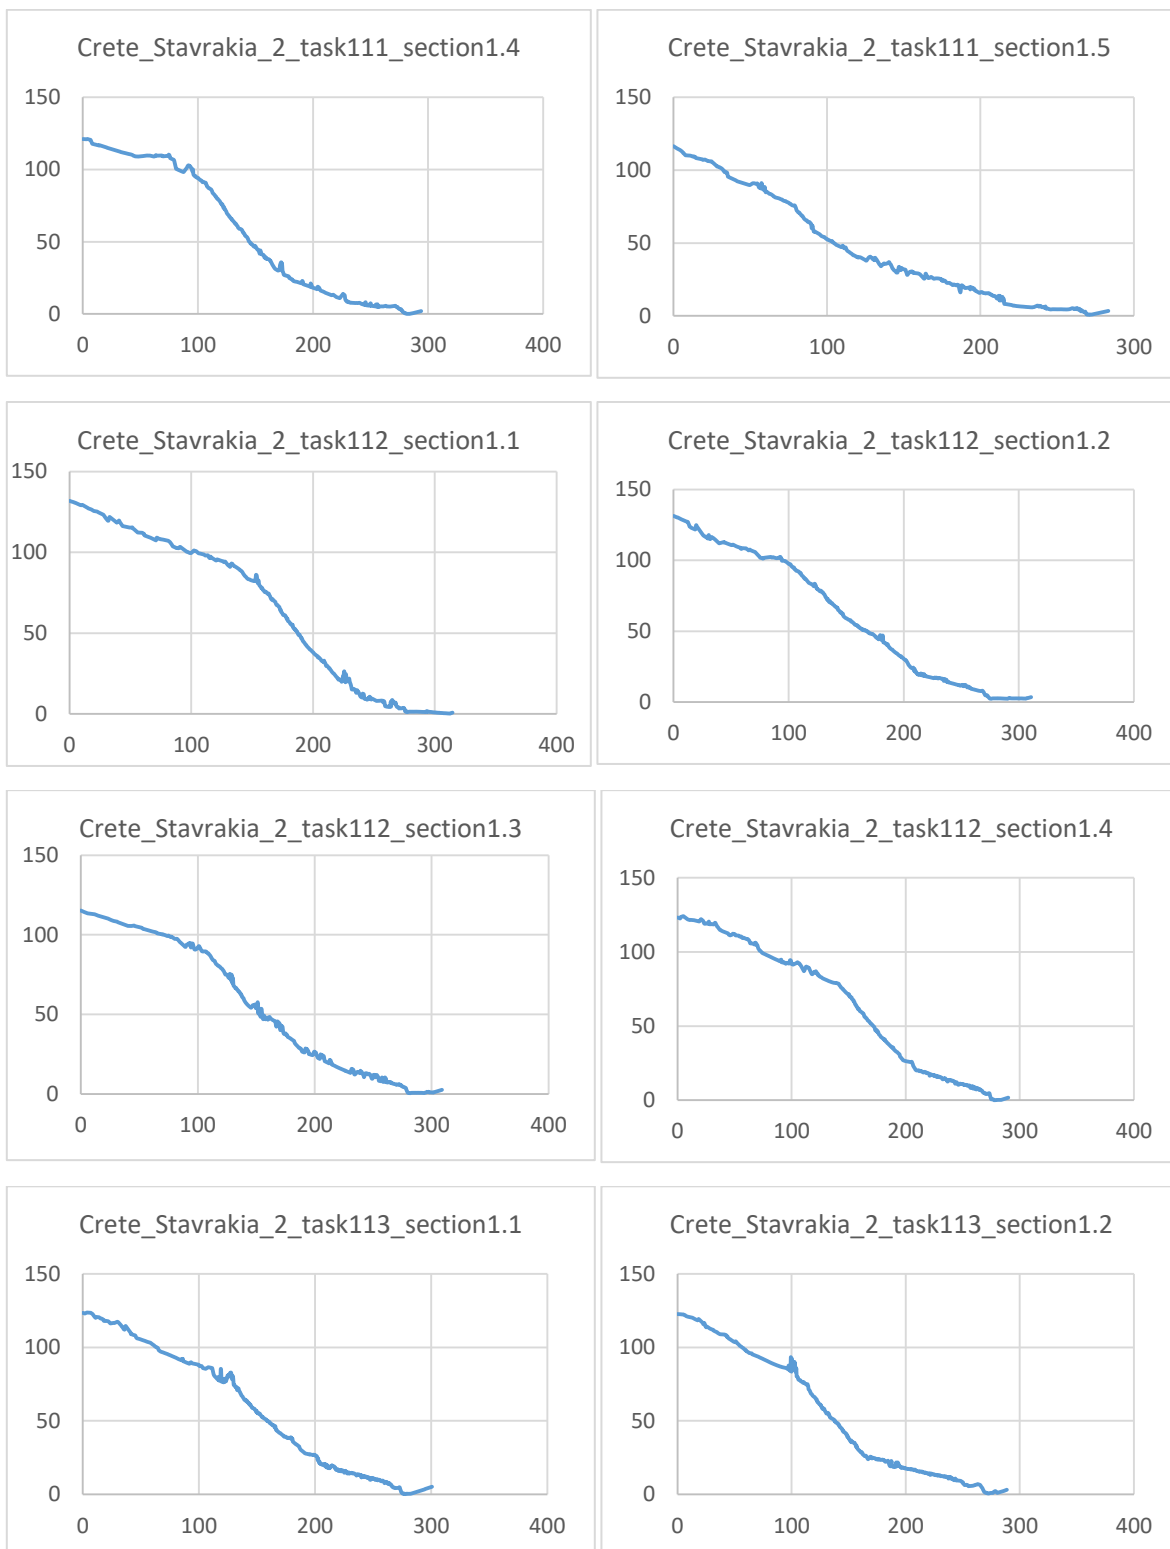 Crete_Stavrakia_2_task111_section1.4
150
100
50
0
0 100 200 300 400
Crete_Stavrakia_2_task111_section1.5
150
100
50
0
0 100 200 300
Crete_Stavrakia_2_task112_section1.1
150
100
50
0
0 100 200 300 400
Crete_Stavrakia_2_task112_section1.2
150
100
50
0
0 100 200 300 400
Crete_Stavrakia_2_task112_section1.3
150
100
50
0
0 100 200 300 400
Crete_Stavrakia_2_task112_section1.4
150
100
50
0
0 100 200 300 400
Crete_Stavrakia_2_task113_section1.1
150
100
50
0
0 100 200 300 400
Crete_Stavrakia_2_task113_section1.2
150
100
50
0
0 100 200 300 400